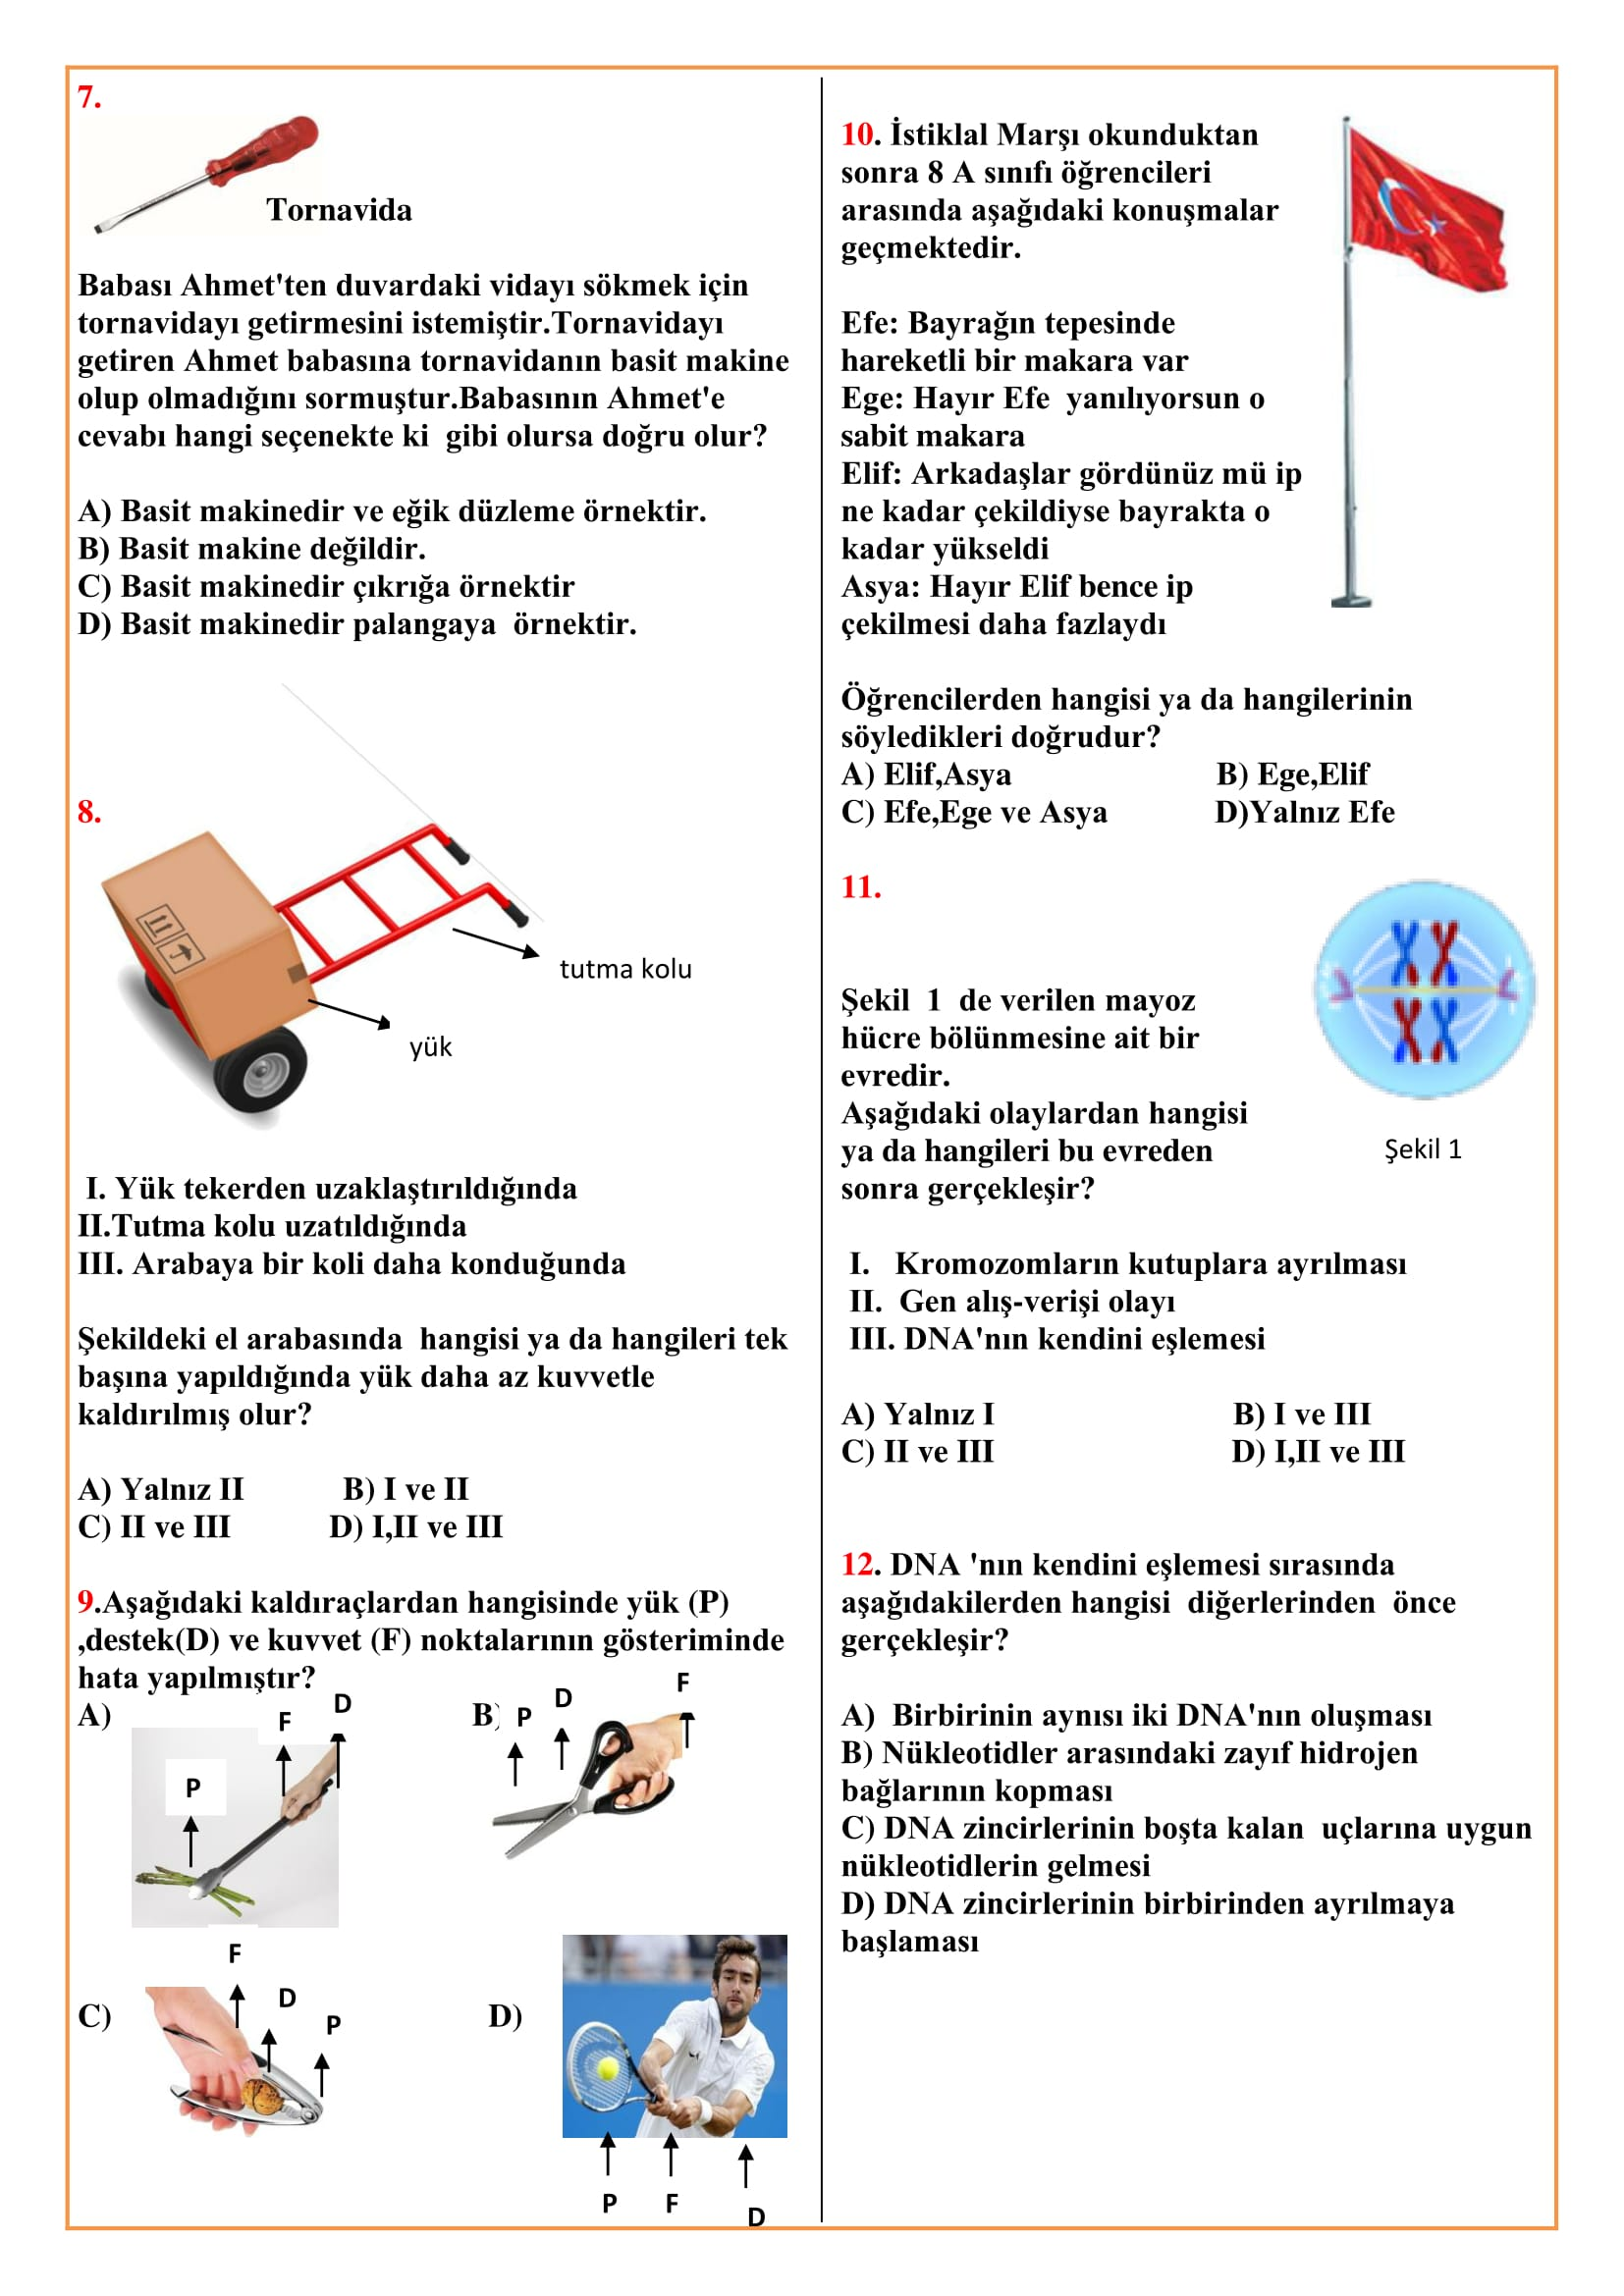 7.
Tornavida
Babası Ahmet'ten duvardaki vidayı sökmek için
tornavidayı getirmesini istemiştir.Tornavidayı
getiren Ahmet babasına tornavidanın basit makine
olup olmadığını sormuştur.Babasının Ahmet'e
cevabı hangi seçenekte ki  gibi olursa doğru olur?
A) Basit makinedir ve eğik düzleme örnektir.
B) Basit makine değildir.
C) Basit makinedir çıkrığa örnektir
D) Basit makinedir palangaya  örnektir.
8.
tutma kolu
yük
I. Yük tekerden uzaklaştırıldığında
II.Tutma kolu uzatıldığında
III. Arabaya bir koli daha konduğunda
Şekildeki el arabasında  hangisi ya da hangileri tek
başına yapıldığında yük daha az kuvvetle
kaldırılmış olur?
A) Yalnız II B) I ve II
C) II ve III D) I,II ve III
9.Aşağıdaki kaldıraçlardan hangisinde yük (P)
,destek(D) ve kuvvet (F) noktalarının gösteriminde
hata yapılmıştır?
A) P F D
B) P D F
C) F D P
D) P F D
10. İstiklal Marşı okunduktan
sonra 8 A sınıfı öğrencileri
arasında aşağıdaki konuşmalar
geçmektedir.
Efe: Bayrağın tepesinde
hareketli bir makara var
Ege: Hayır Efe  yanılıyorsun o
sabit makara
Elif: Arkadaşlar gördünüz mü ip
ne kadar çekildiyse bayrakta o
kadar yükseldi
Asya: Hayır Elif bence ip
çekilmesi daha fazlaydı
Öğrencilerden hangisi ya da hangilerinin
söyledikleri doğrudur?
A) Elif,Asya B) Ege,Elif
C) Efe,Ege ve Asya D)Yalnız Efe
11.
Şekil  1  de verilen mayoz
hücre bölünmesine ait bir
evredir.
Aşağıdaki olaylardan hangisi
ya da hangileri bu evreden
sonra gerçekleşir?
Şekil 1
I.   Kromozomların kutuplara ayrılması
II.  Gen alış-verişi olayı
III. DNA'nın kendini eşlemesi
A) Yalnız I B) I ve III
C) II ve III D) I,II ve III
12. DNA 'nın kendini eşlemesi sırasında
aşağıdakilerden hangisi  diğerlerinden  önce
gerçekleşir?
A)  Birbirinin aynısı iki DNA'nın oluşması
B) Nükleotidler arasındaki zayıf hidrojen
bağlarının kopması
C) DNA zincirlerinin boşta kalan  uçlarına uygun
nükleotidlerin gelmesi
D) DNA zincirlerinin birbirinden ayrılmaya
başlaması